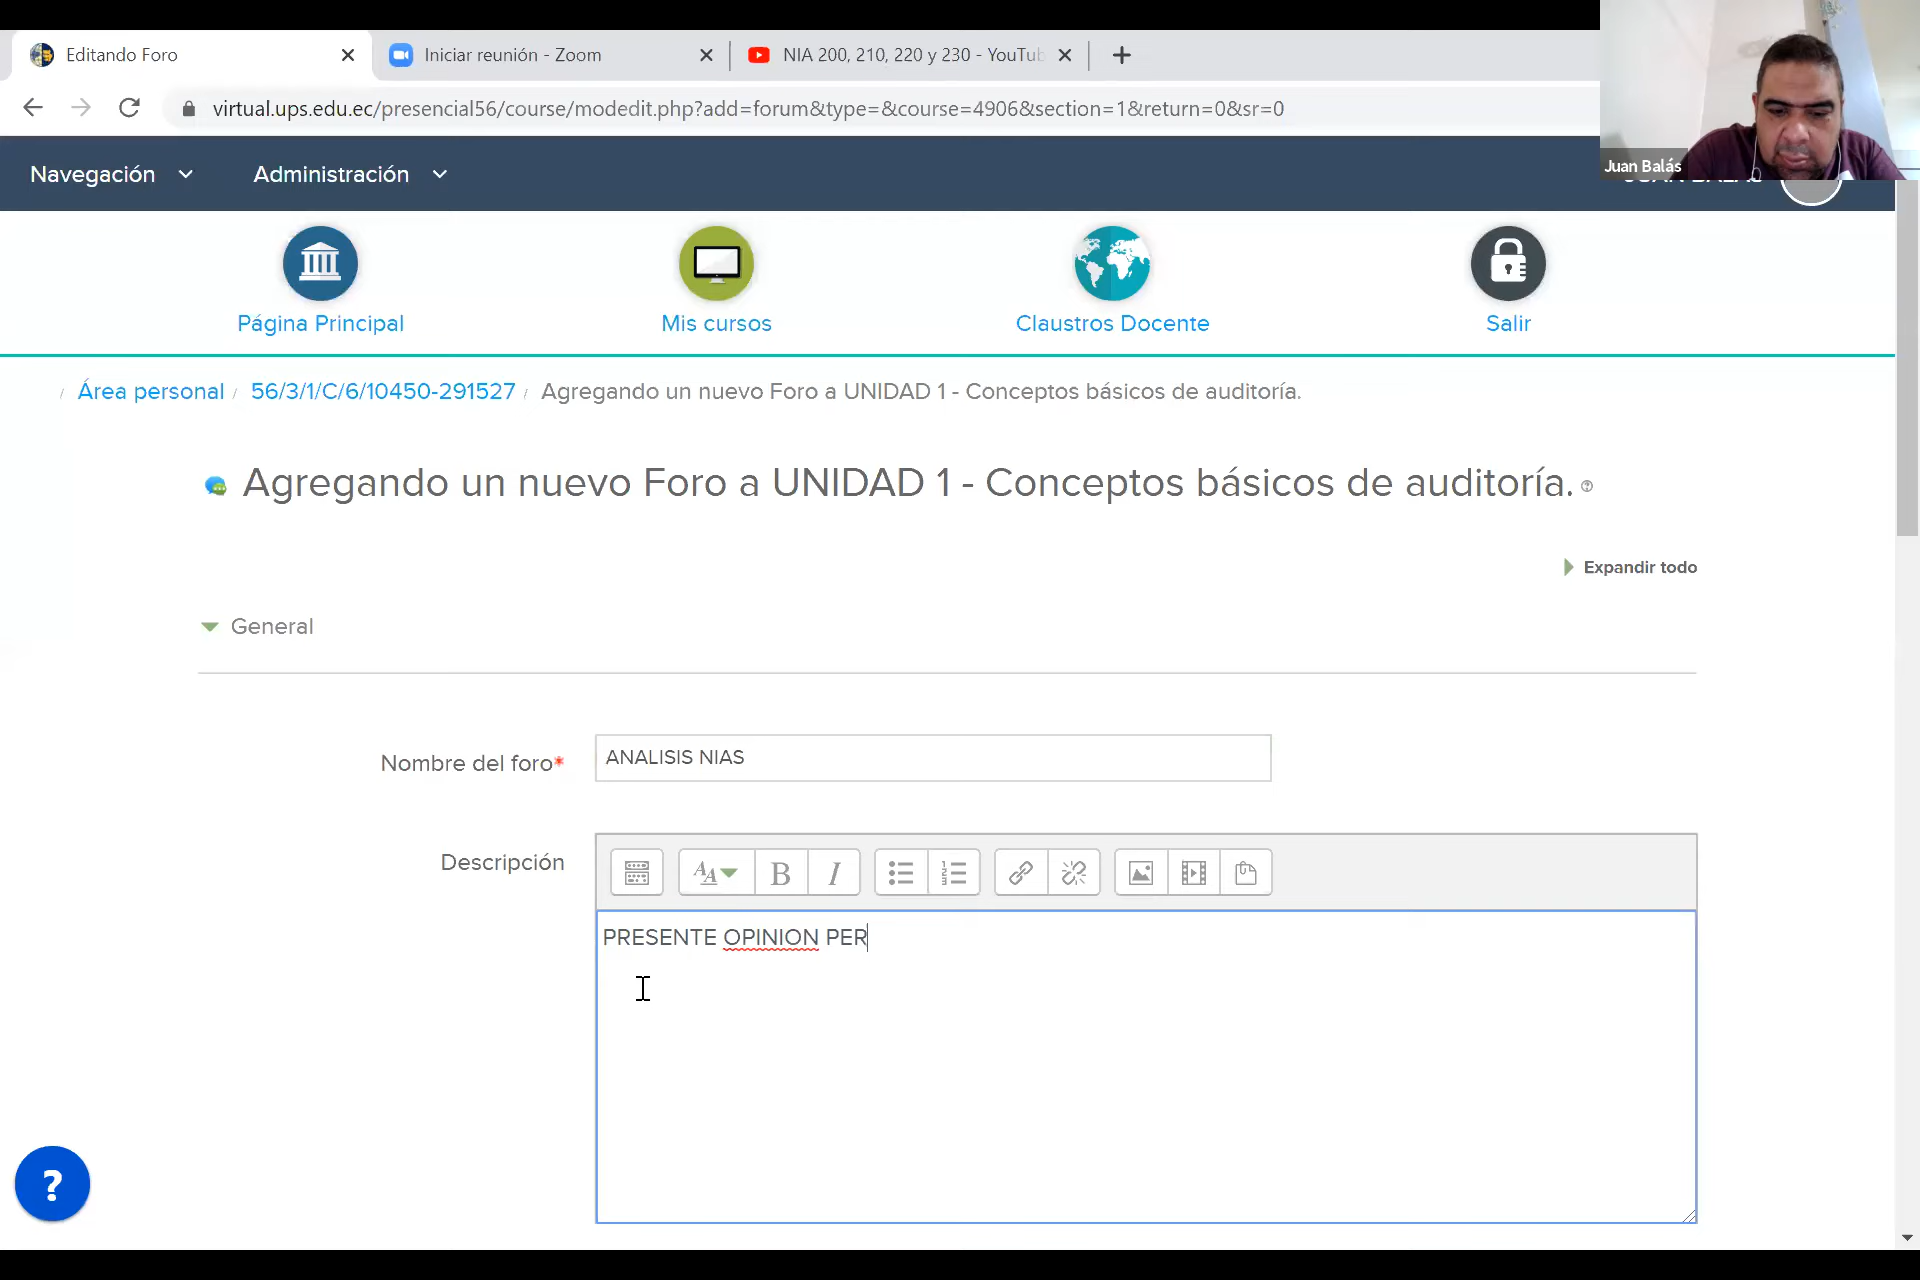 Editando Foro
Iniciar reunión - Zoom
NIA 200, 210, 220 y 230 - YouTub
virtual.ups.edu.ec/presencial56/course/modedit.php?add=forum&type=&course=4906&section=1&return=0&sr=0
Juan Balás
Navegación
Administración
Página Principal
Mis cursos
Claustros Docente
Salir
/ Área personal / 56/3/1/C/6/10450-291527 / Agregando un nuevo Foro a UNIDAD 1 - Conceptos básicos de auditoría.
Agregando un nuevo Foro a UNIDAD 1 - Conceptos básicos de auditoría.
Expandir todo
General
Nombre del foro*
ANALISIS NIAS
Descripción
PRESENTE OPINION PER
?